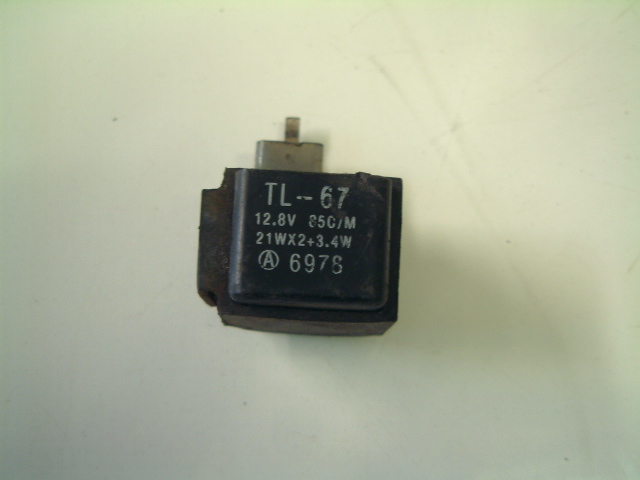 TL-67
12.8V 85C/M
21WX2+3.4W
Ⓐ 6978